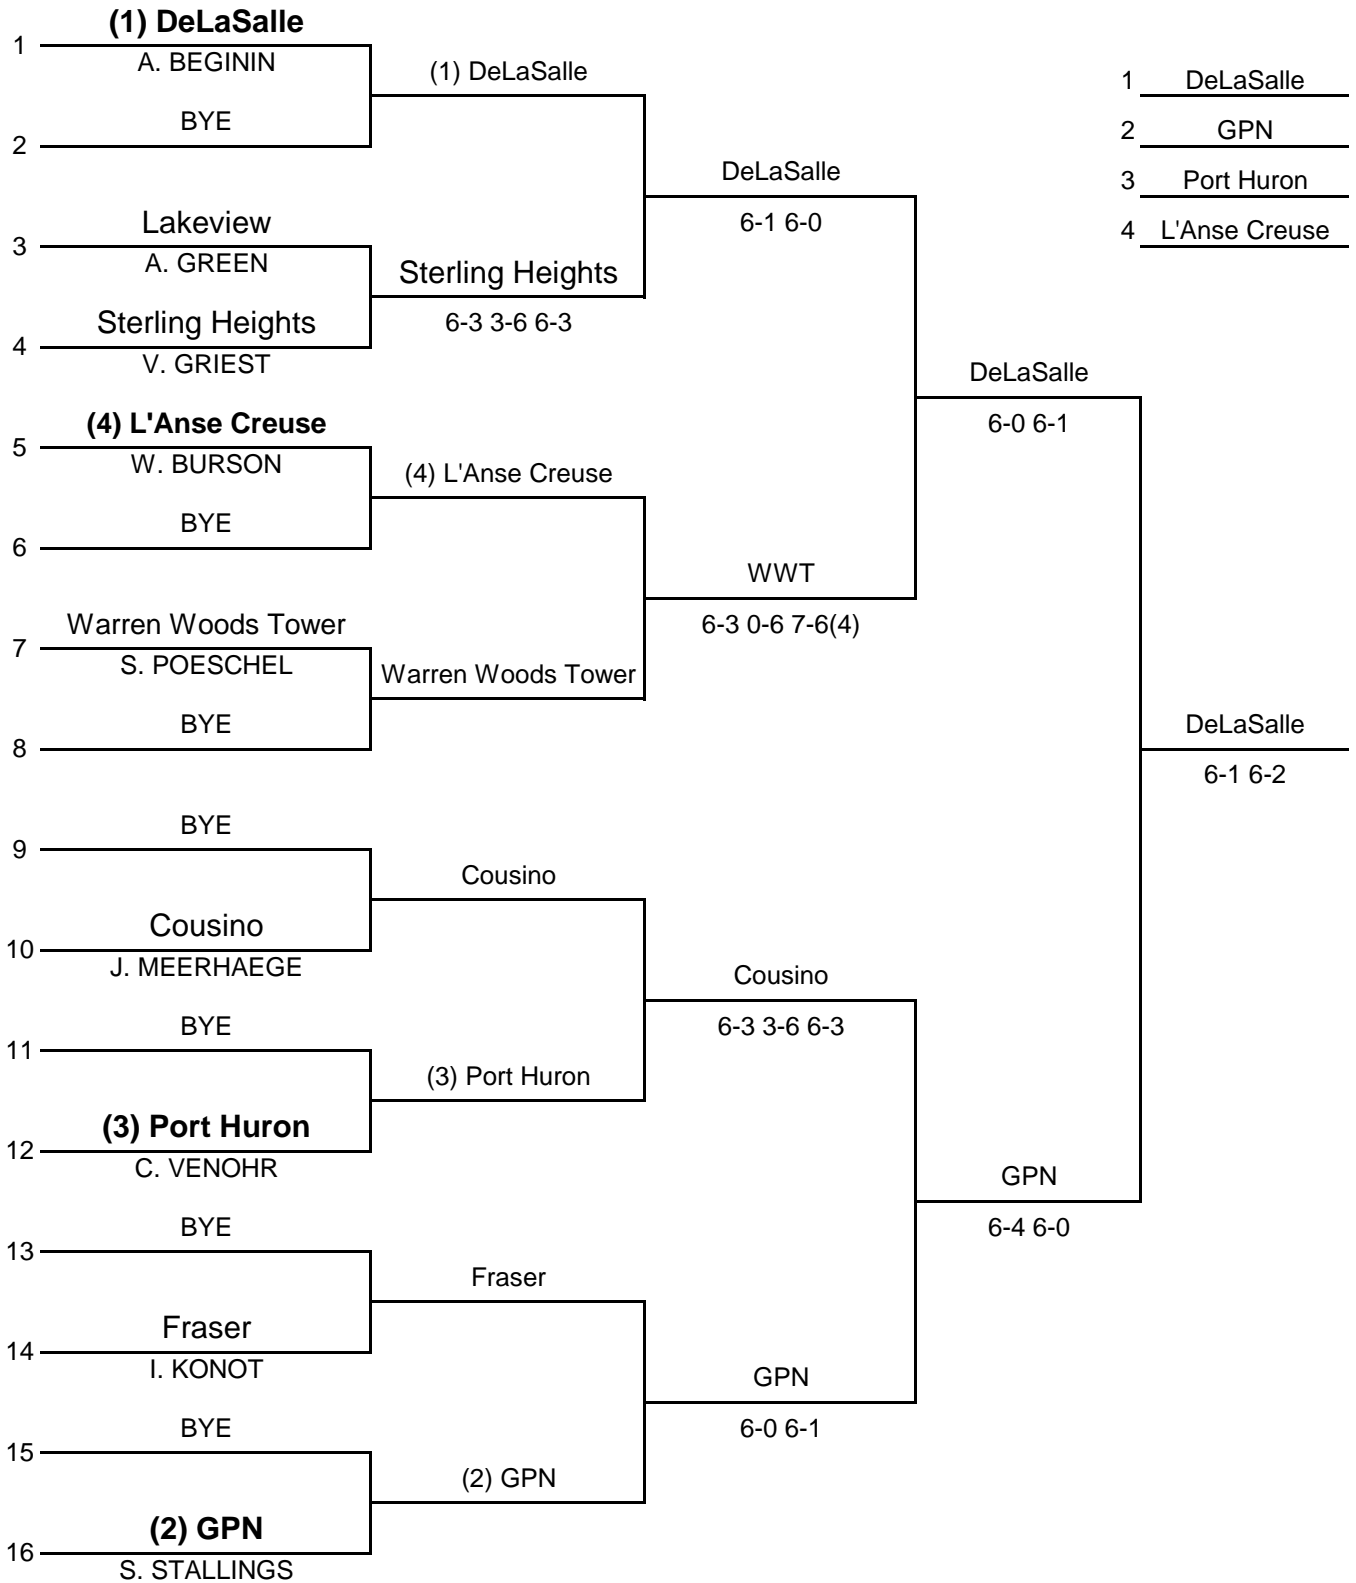 (1) DeLaSalle
1
A. BEGININ
BYE
2
Lakeview
3
A. GREEN
Sterling Heights
4
V. GRIEST
(4) L'Anse Creuse
5
W. BURSON
BYE
6
Warren Woods Tower
7
S. POESCHEL
BYE
8
BYE
9
Cousino
10
J. MEERHAEGE
BYE
11
(3) Port Huron
12
C. VENOHR
BYE
13
Fraser
14
I. KONOT
BYE
15
(2) GPN
16
S. STALLINGS
(1) DeLaSalle
Sterling Heights
6-3 3-6 6-3
(4) L'Anse Creuse
Warren Woods Tower
Cousino
(3) Port Huron
Fraser
(2) GPN
DeLaSalle
6-1 6-0
WWT
6-3 0-6 7-6(4)
Cousino
6-3 3-6 6-3
GPN
6-0 6-1
DeLaSalle
6-0 6-1
GPN
6-4 6-0
DeLaSalle
6-1 6-2
1 DeLaSalle
2 GPN
3 Port Huron
4 L'Anse Creuse